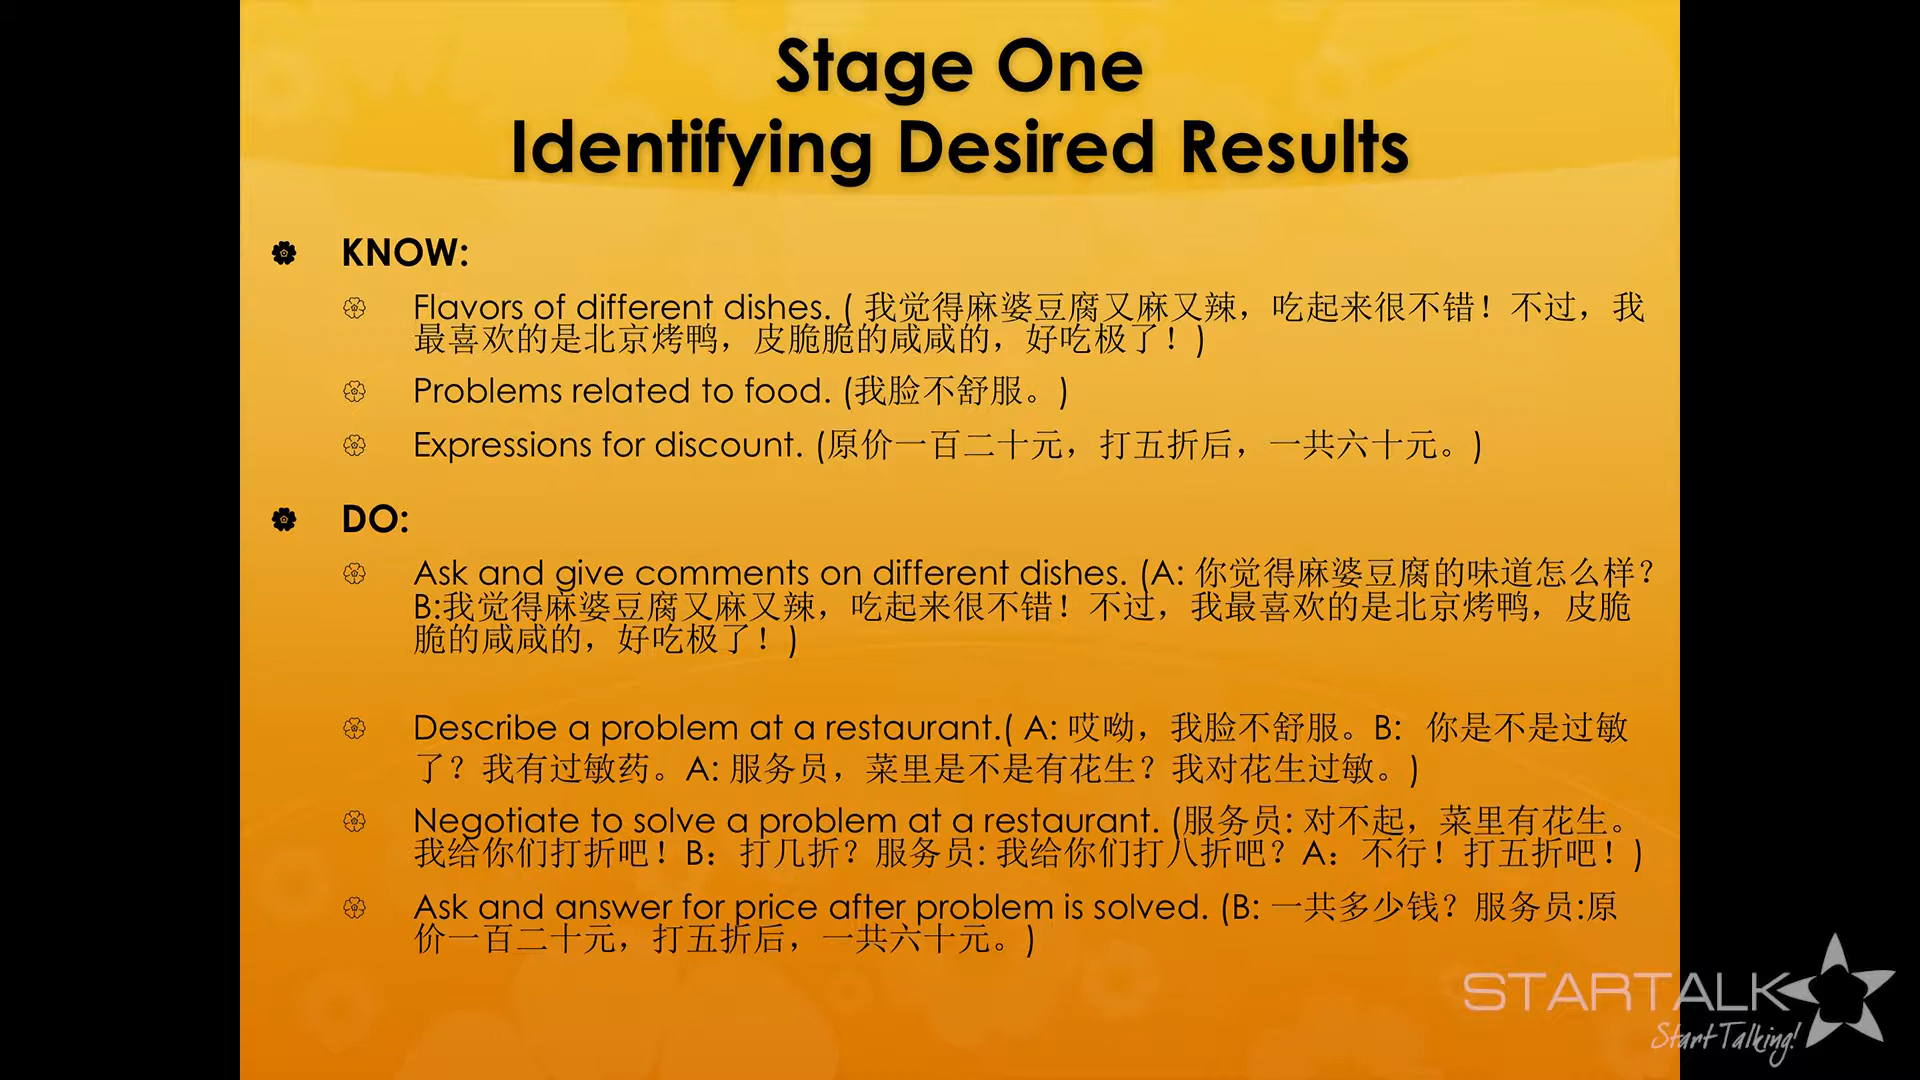 Stage One
Identifying Desired Results
KNOW:
Flavors of different dishes. ( 我觉得麻婆豆腐又麻又辣，吃起来很不错！不过，我
最喜欢的是北京烤鸭，皮脆脆的咸咸的，好吃极了！)
Problems related to food. (我脸不舒服。)
Expressions for discount. (原价一百二十元，打五折后，一共六十元。)
DO:
Ask and give comments on different dishes. (A: 你觉得麻婆豆腐的味道怎么样？
B:我觉得麻婆豆腐又麻又辣，吃起来很不错！不过，我最喜欢的是北京烤鸭，皮脆
脆的咸咸的，好吃极了！)
Describe a problem at a restaurant.( A: 哎呦，我脸不舒服。B: 你是不是过敏
了？我有过敏药。A: 服务员，菜里是不是有花生？我对花生过敏。)
Negotiate to solve a problem at a restaurant. (服务员: 对不起，菜里有花生。
我给你们打折吧！B：打几折？服务员: 我给你们打八折吧？A：不行！打五折吧！)
Ask and answer for price after problem is solved. (B: 一共多少钱？服务员:原
价一百二十元，打五折后，一共六十元。)
STARTALK
Start Talking!